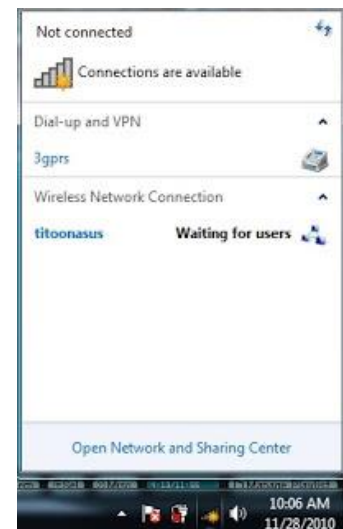 Not connected
Connections are available
Dial-up and VPN
3gprs
Wireless Network Connection
titoonasus Waiting for users
Open Network and Sharing Center
10:06 AM
11/28/2010